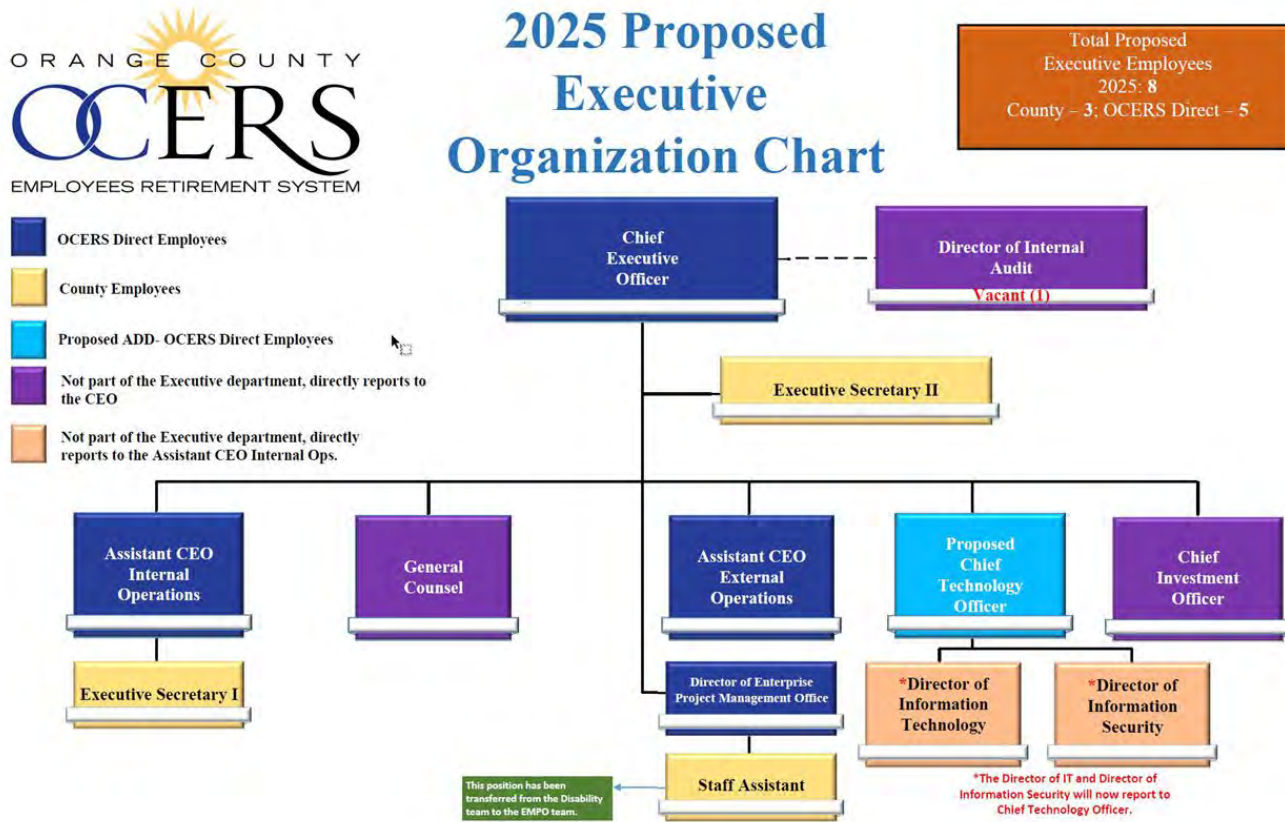 ORANGE COUNTY
OCERS
EMPLOYEES RETIREMENT SYSTEM
2025 Proposed
Executive
Organization Chart
Total Proposed
Executive Employees
2025: 8
County – 3; OCERS Direct – 5
OCERS Direct Employees
County Employees
Proposed ADD- OCERS Direct Employees
Not part of the Executive department, directly reports to
the CEO
Not part of the Executive department, directly
reports to the Assistant CEO Internal Ops.
Chief
Executive
Officer
Director of Internal
Audit
Vacant (1)
Executive Secretary II
Assistant CEO
Internal
Operations
General
Counsel
Assistant CEO
External
Operations
Proposed
Chief
Technology
Officer
Chief
Investment
Officer
Executive Secretary I
Director of Enterprise
Project Management Office
*Director of
Information
Technology
*Director of
Information
Security
Staff Assistant
This position has been
transferred from the Disability
team to the EMPO team.
*The Director of IT and Director of
Information Security will now report to
Chief Technology Officer.